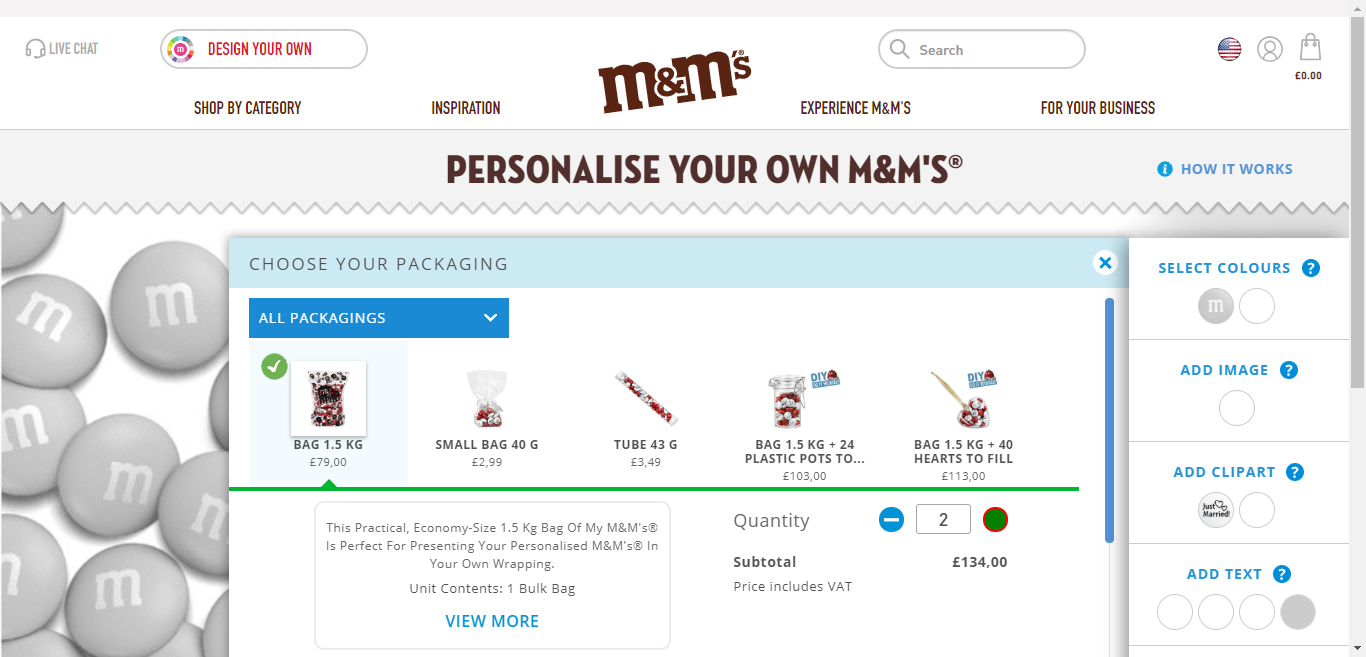 LIVE CHAT
DESIGN YOUR OWN
m&m's®
Search
£0.00
SHOP BY CATEGORY
INSPIRATION
EXPERIENCE M&M'S
FOR YOUR BUSINESS
PERSONALISE YOUR OWN M&M'S®
HOW IT WORKS
CHOOSE YOUR PACKAGING
ALL PACKAGINGS
BAG 1.5 KG
£79,00
SMALL BAG 40 G
£2,99
TUBE 43 G
£3,49
DIY
BAG 1.5 KG + 24
PLASTIC POTS TO...
£103,00
DIY
BAG 1.5 KG + 40
HEARTS TO FILL
£113,00
This Practical, Economy-Size 1.5 Kg Bag Of My M&M's®
Is Perfect For Presenting Your Personalised M&M's® In
Your Own Wrapping.
Unit Contents: 1 Bulk Bag
VIEW MORE
Quantity
2
Subtotal
£134,00
Price includes VAT
SELECT COLOURS ?
m
ADD IMAGE ?
ADD CLIPART ?
Just
Married!
ADD TEXT ?
m
m
m
m
m
m
m